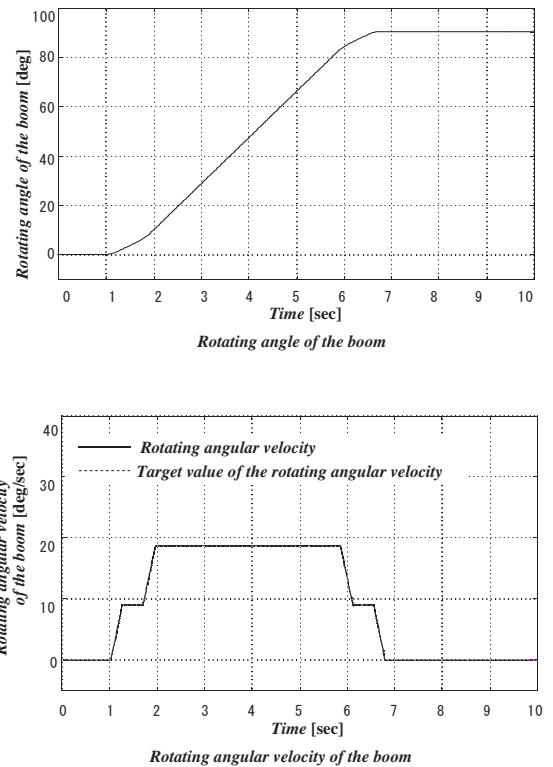 100
80
60
40
20
0
Rotating angle of the boom [deg]
0 1 2 3 4 5 6 7 8 9 10
Time [sec]
Rotating angle of the boom
40
30
20
10
0
Rotating angular velocity
of the boom [deg/sec]
Rotating angular velocity
Target value of the rotating angular velocity
0 1 2 3 4 5 6 7 8 9 10
Time [sec]
Rotating angular velocity of the boom